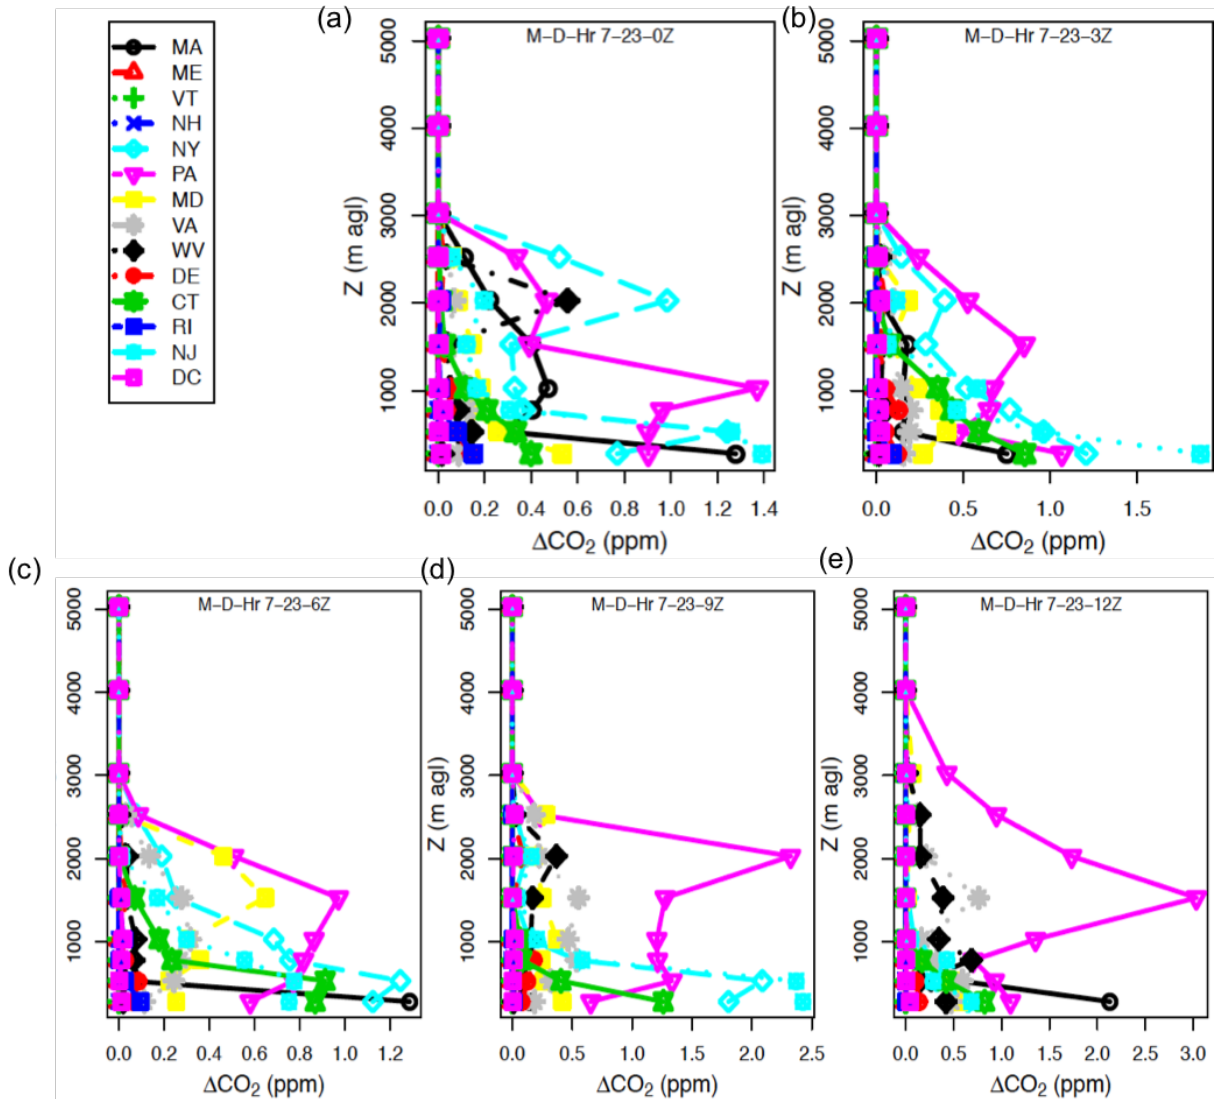 (a)
(b)
MA
ME
VT
NH
NY
PA
MD
VA
WV
DE
CT
RI
NJ
DC
M–D–Hr 7–23–0Z
Z (m agl)
1000 2000 3000 4000 5000
0.0 0.2 0.4 0.6 0.8 1.0 1.2 1.4
ΔCO₂ (ppm)
M–D–Hr 7–23–3Z
Z (m agl)
1000 2000 3000 4000 5000
0.0 0.5 1.0 1.5
ΔCO₂ (ppm)
(c)
(d)
(e)
M–D–Hr 7–23–6Z
1000 2000 3000 4000 5000
0.0 0.2 0.4 0.6 0.8 1.0 1.2
ΔCO₂ (ppm)
M–D–Hr 7–23–9Z
Z (m agl)
1000 2000 3000 4000 5000
0.0 0.5 1.0 1.5 2.0 2.5
ΔCO₂ (ppm)
M–D–Hr 7–23–12Z
Z (m agl)
1000 2000 3000 4000 5000
0.0 0.5 1.0 1.5 2.0 2.5 3.0
ΔCO₂ (ppm)